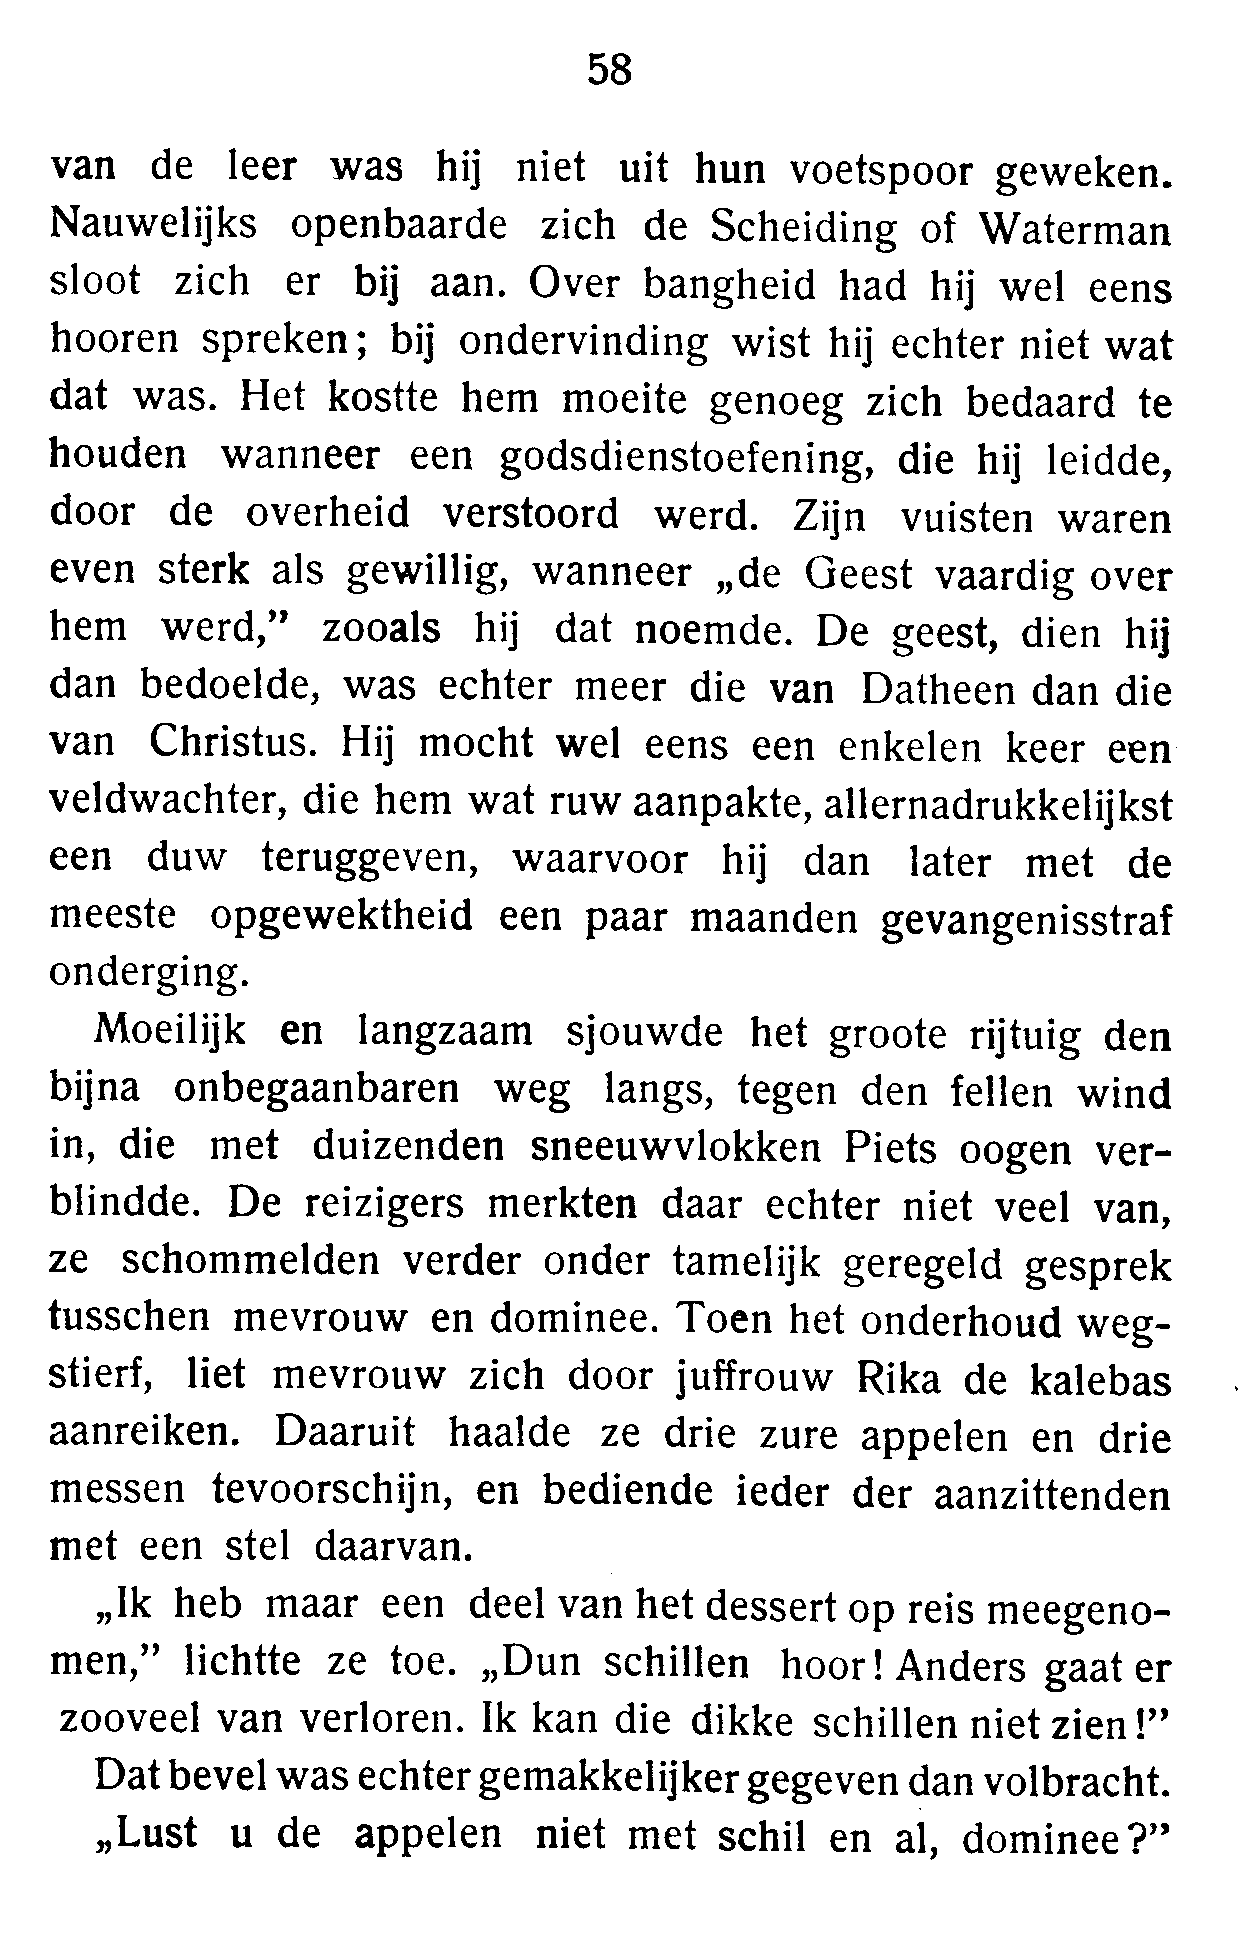 58
van de leer was hij niet uit hun voetspoor geweken.
Nauwelijks openbaarde zich de Scheiding of Waterman
sloot zich er bij aan. Over bangheid had hij wel eens
hooren spreken; bij ondervinding wist hij echter niet wat
dat was. Het kostte hem moeite genoeg zich bedaard te
houden wanneer een godsdienstoefening, die hij leidde,
door de overheid verstoord werd. Zijn vuisten waren
even sterk als gewillig, wanneer „de Geest vaardig over
hem werd,” zooals hij dat noemde. De geest, dien hij
dan bedoelde, was echter meer die van Datheen dan die
van Christus. Hij mocht wel eens een enkelen keer een
veldwachter, die hem wat ruw aanpakte, allernadrukkelijkst
een duw teruggeven, waarvoor hij dan later met de
meeste opgewektheid een paar maanden gevangenisstraf
onderging.
Moeilijk en langzaam sjouwde het groote rijtuig den
bijna onbegaanbaren weg langs, tegen den fellen wind
in, die met duizenden sneeuwvlokken Piets oogen ver-
blindde. De reizigers merkten daar echter niet veel van,
ze schommelden verder onder tamelijk geregeld gesprek
tusschen mevrouw en dominee. Toen het onderhoud weg-
stierf, liet mevrouw zich door juffrouw Rika de kalebas
aanreiken. Daaruit haalde ze drie zure appelen en drie
messen tevoorschijn, en bediende ieder der aanzittenden
met een stel daarvan.
„Ik heb maar een deel van het dessert op reis meegeno-
men,” lichtte ze toe. „Dun schillen hoor! Anders gaat er
zooveel van verloren. Ik kan die dikke schillen niet zien!”
Dat bevel was echter gemakkelijker gegeven dan volbracht.
„Lust u de appelen niet met schil en al, dominee?”